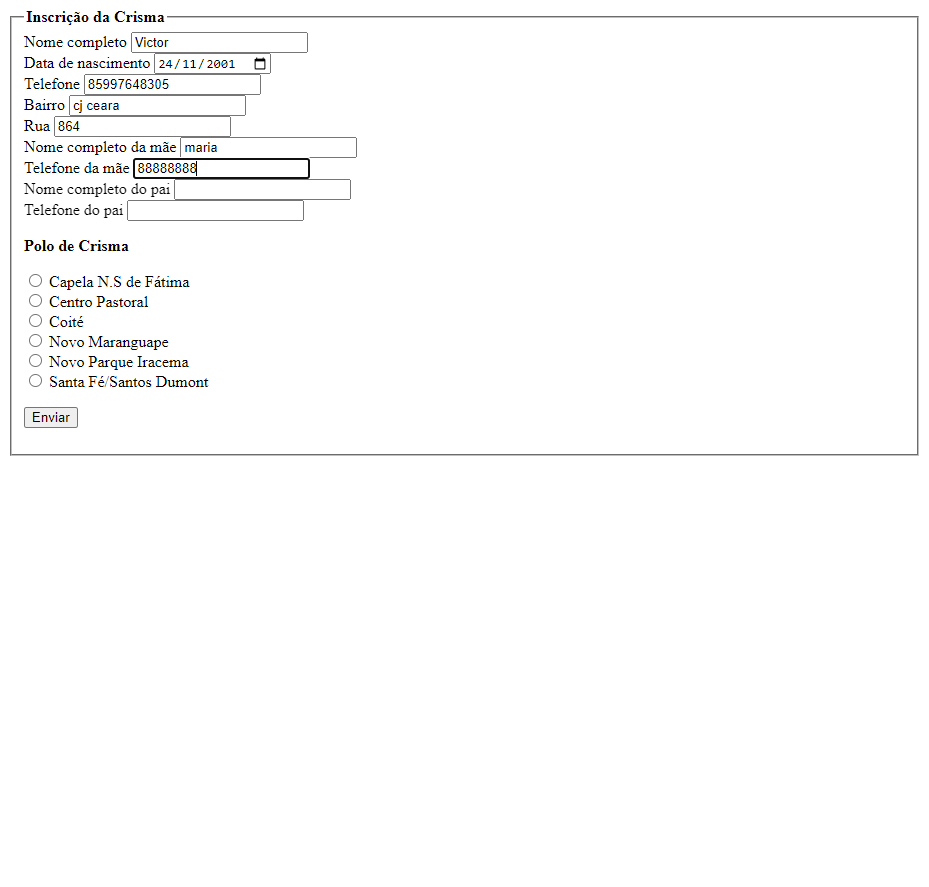 Inscrição da Crisma
Nome completo Victor
Data de nascimento 24/11/2001
Telefone 85997648305
Bairro cj ceara
Rua 864
Nome completo da mãe maria
Telefone da mãe 88888888
Nome completo do pai
Telefone do pai
Polo de Crisma
Capela N.S de Fátima
Centro Pastoral
Coité
Novo Maranguape
Novo Parque Iracema
Santa Fé/Santos Dumont
Enviar